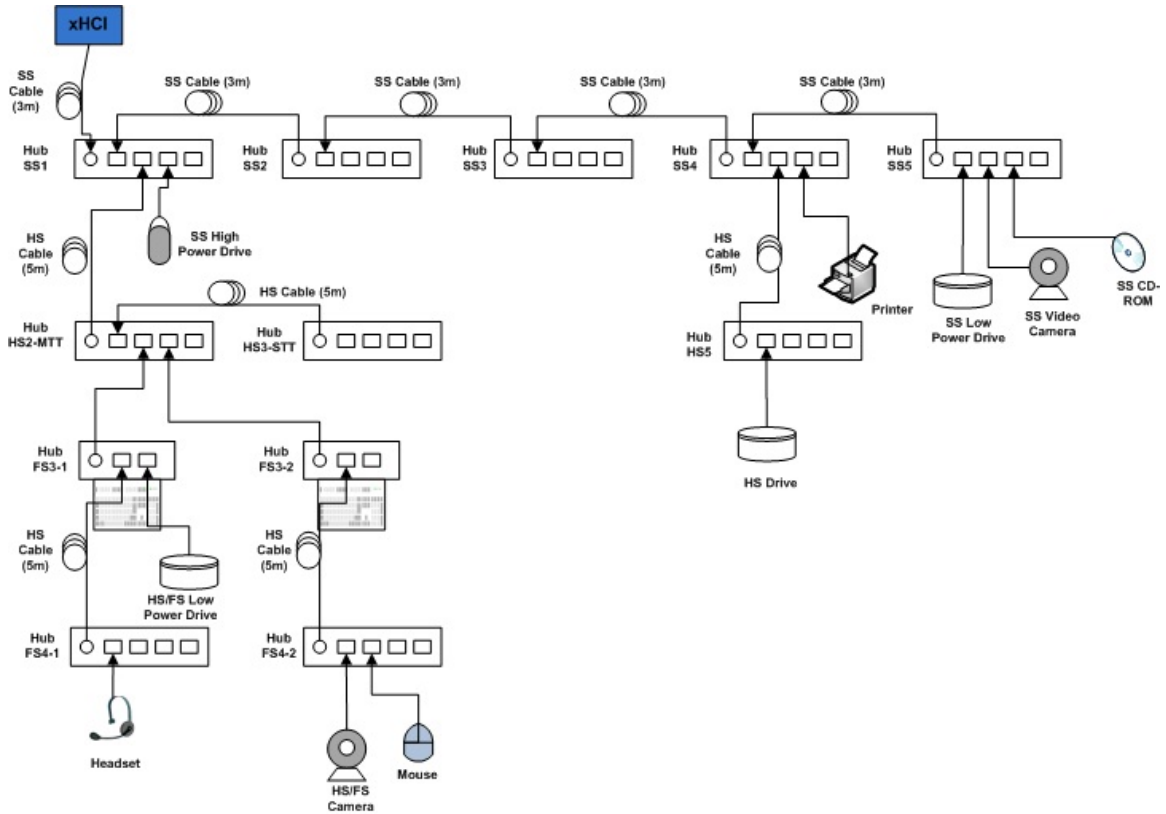 xHCI
SS
Cable
(3m)
SS Cable (3m)
SS Cable (3m)
SS Cable (3m)
SS Cable (3m)
Hub
SS1
Hub
SS2
Hub
SS3
Hub
SS4
Hub
SS5
HS
Cable
(5m)
SS High
Power Drive
HS
Cable
(5m)
Printer
SS Low
Power Drive
SS Video
Camera
SS CD-
ROM
HS Cable (5m)
Hub
HS2-MTT
Hub
HS3-STT
Hub
HS5
Hub
FS3-1
Hub
FS3-2
HS Drive
HS
Cable
(5m)
HS
Cable
(5m)
HS/FS Low
Power Drive
Hub
FS4-1
Hub
FS4-2
Headset
HS/FS
Camera
Mouse